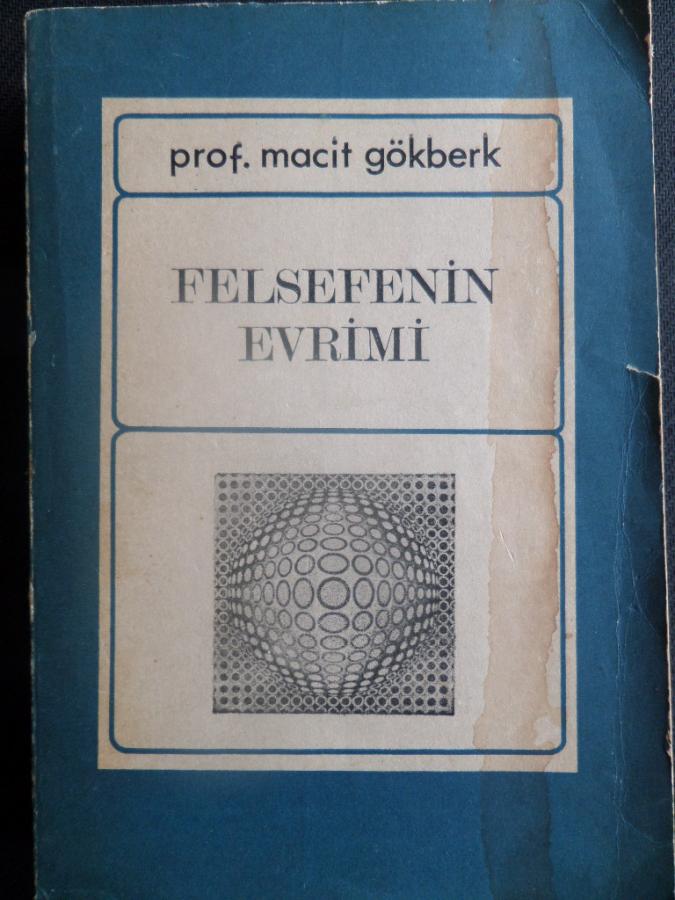 prof. macit gökberk
FELSEFENİN
EVRİMİ